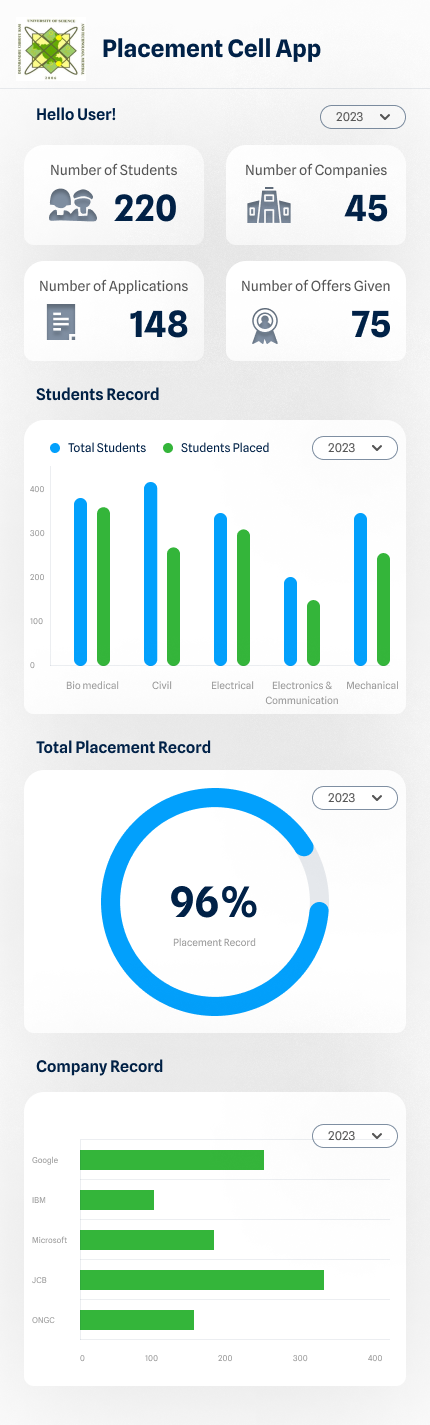 UNIVERSITY OF SCIENCE
Placement Cell App
Hello User!
2023
Number of Students
220
Number of Companies
45
Number of Applications
148
Number of Offers Given
75
Students Record
Total Students
Students Placed
2023
400
300
200
100
0
Bio medical
Civil
Electrical
Electronics &
Communication
Mechanical
Total Placement Record
2023
96%
Placement Record
Company Record
2023
Google
IBM
Microsoft
JCB
ONGC
0 100 200 300 400